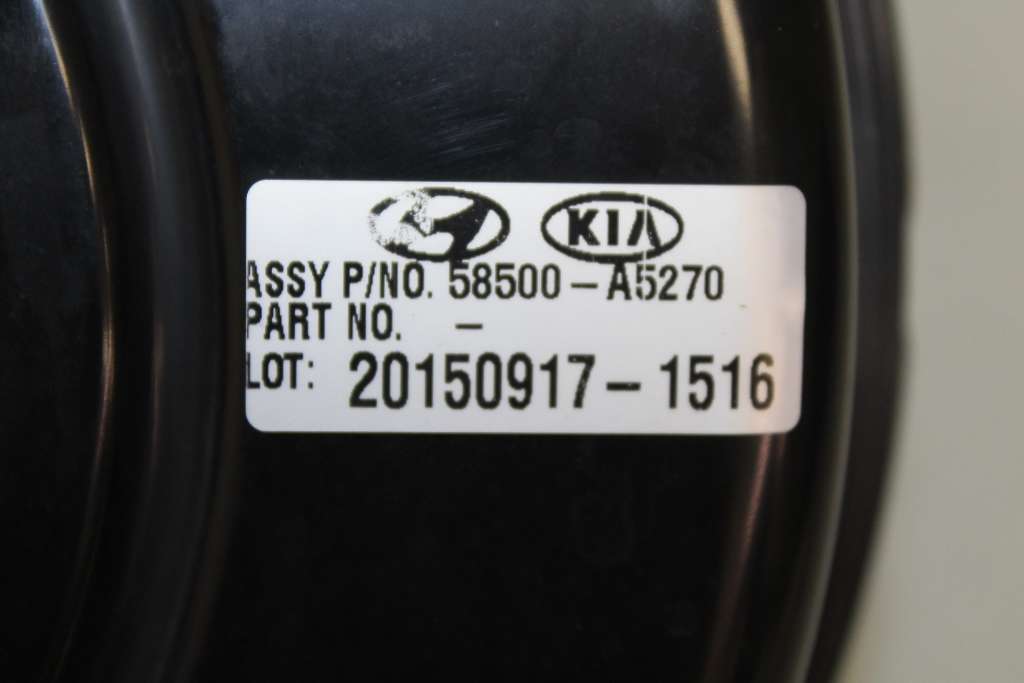 KIA
ASSY P/NO. 58500-A5270
PART NO. -
LOT: 20150917-1516